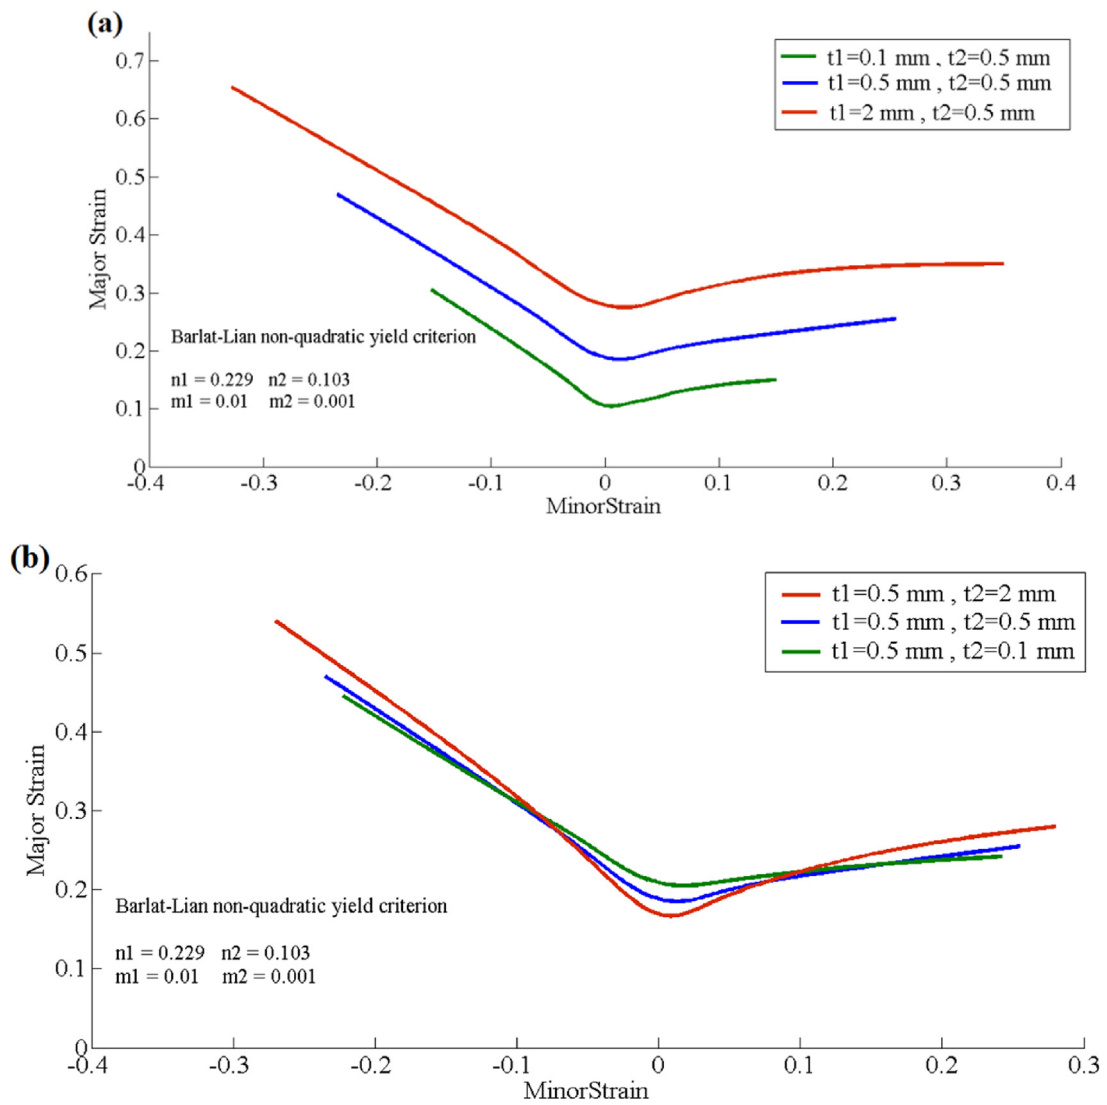 (a)
0.7
0.6
0.5
0.4
0.3
0.2
0.1
0
Major Strain
t1=0.1 mm , t2=0.5 mm
t1=0.5 mm , t2=0.5 mm
t1=2 mm , t2=0.5 mm
Barlat-Lian non-quadratic yield criterion
n1 = 0.229 n2 = 0.103
m1 = 0.01 m2 = 0.001
-0.4 -0.3 -0.2 -0.1 0 0.1 0.2 0.3 0.4
MinorStrain
(b)
0.6
0.5
0.4
0.3
0.2
0.1
0
Major Strain
t1=0.5 mm , t2=2 mm
t1=0.5 mm , t2=0.5 mm
t1=0.5 mm , t2=0.1 mm
Barlat-Lian non-quadratic yield criterion
n1 = 0.229 n2 = 0.103
m1 = 0.01 m2 = 0.001
-0.4 -0.3 -0.2 -0.1 0 0.1 0.2 0.3
MinorStrain